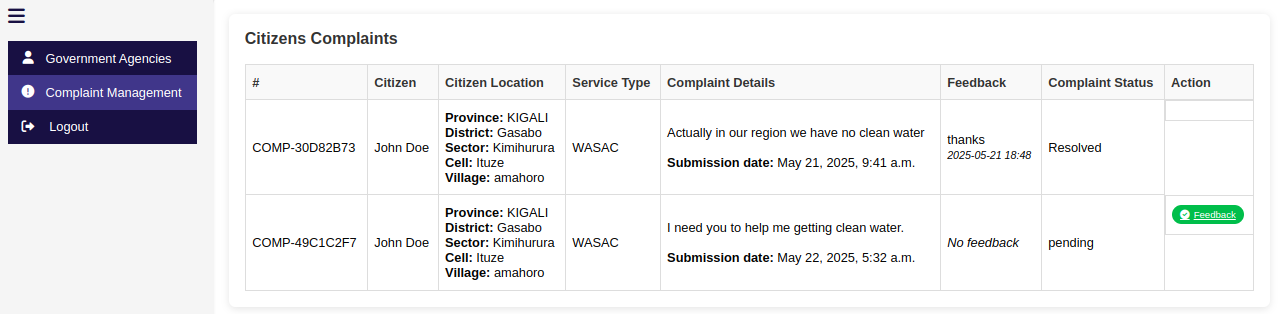 Government Agencies
Complaint Management
Logout
Citizens Complaints
# Citizen Citizen Location Service Type Complaint Details Feedback Complaint Status Action
COMP-30D82B73
John Doe
Province: KIGALI
District: Gasabo
Sector: Kimihurura
Cell: Ituze
Village: amahoro
WASAC
Actually in our region we have no clean water
Submission date: May 21, 2025, 9:41 a.m.
thanks
2025-05-21 18:48
Resolved
COMP-49C1C2F7
John Doe
Province: KIGALI
District: Gasabo
Sector: Kimihurura
Cell: Ituze
Village: amahoro
WASAC
I need you to help me getting clean water.
Submission date: May 22, 2025, 5:32 a.m.
No feedback
pending
Feedback